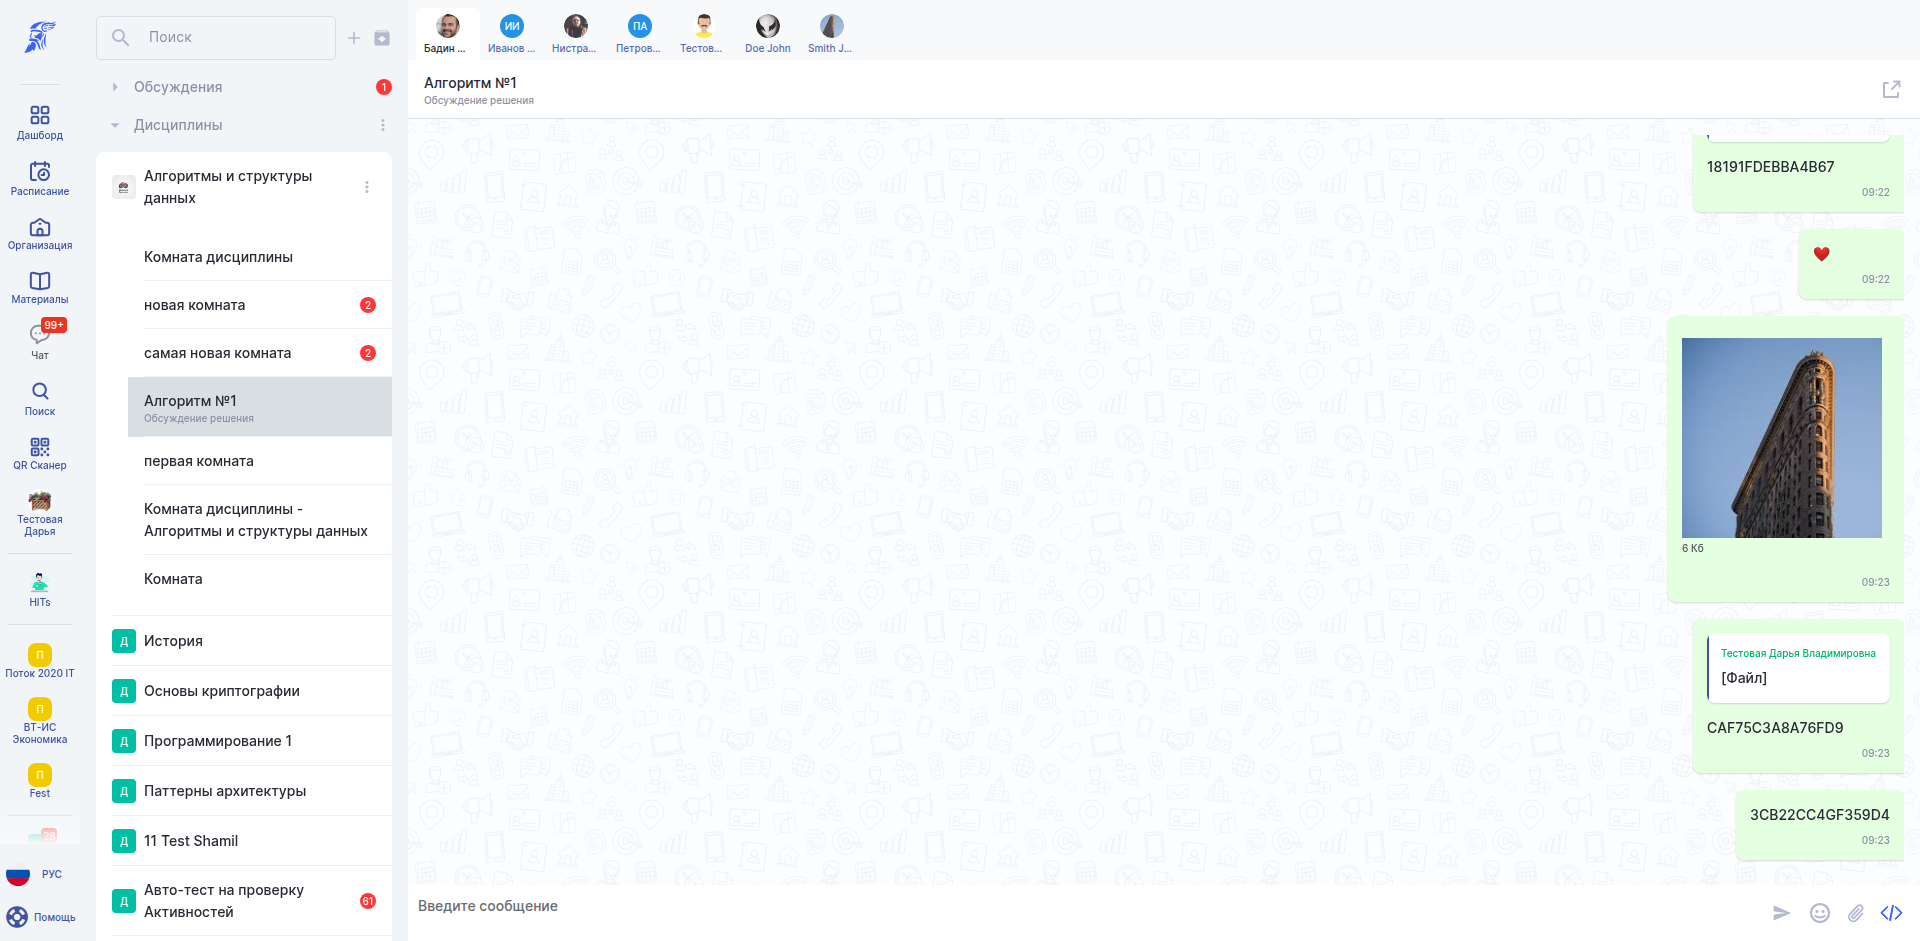 Дашборд
Расписание
Организация
Материалы
99+
Чат
Поиск
QR Сканер
Тестовая
Дарья
HITs
П
Поток 2020 IT
П
ВТ-ИС
Экономика
П
Fest
28
РУС
Помощь
Поиск
Обсуждения
1
Дисциплины
Алгоритмы и структуры
данных
Комната дисциплины
новая комната
2
самая новая комната
2
Алгоритм №1
Обсуждение решения
первая комната
Комната дисциплины -
Алгоритмы и структуры данных
Комната
Д История
Д Основы криптографии
Д Программирование 1
Д Паттерны архитектуры
Д 11 Test Shamil
Д Авто-тест на проверку
Активностей
61
Бадин ...
ИИ
Иванов ...
Нистра...
ПА
Петров...
Тестов...
Doe John
Smith J...
Алгоритм №1
Обсуждение решения
18191FDEBBA4B67
09:22
09:22
6 Кб
09:23
Тестовая Дарья Владимировна
[Файл]
CAF75C3A8A76FD9
09:23
3CB22CC4GF359D4
09:23
Введите сообщение